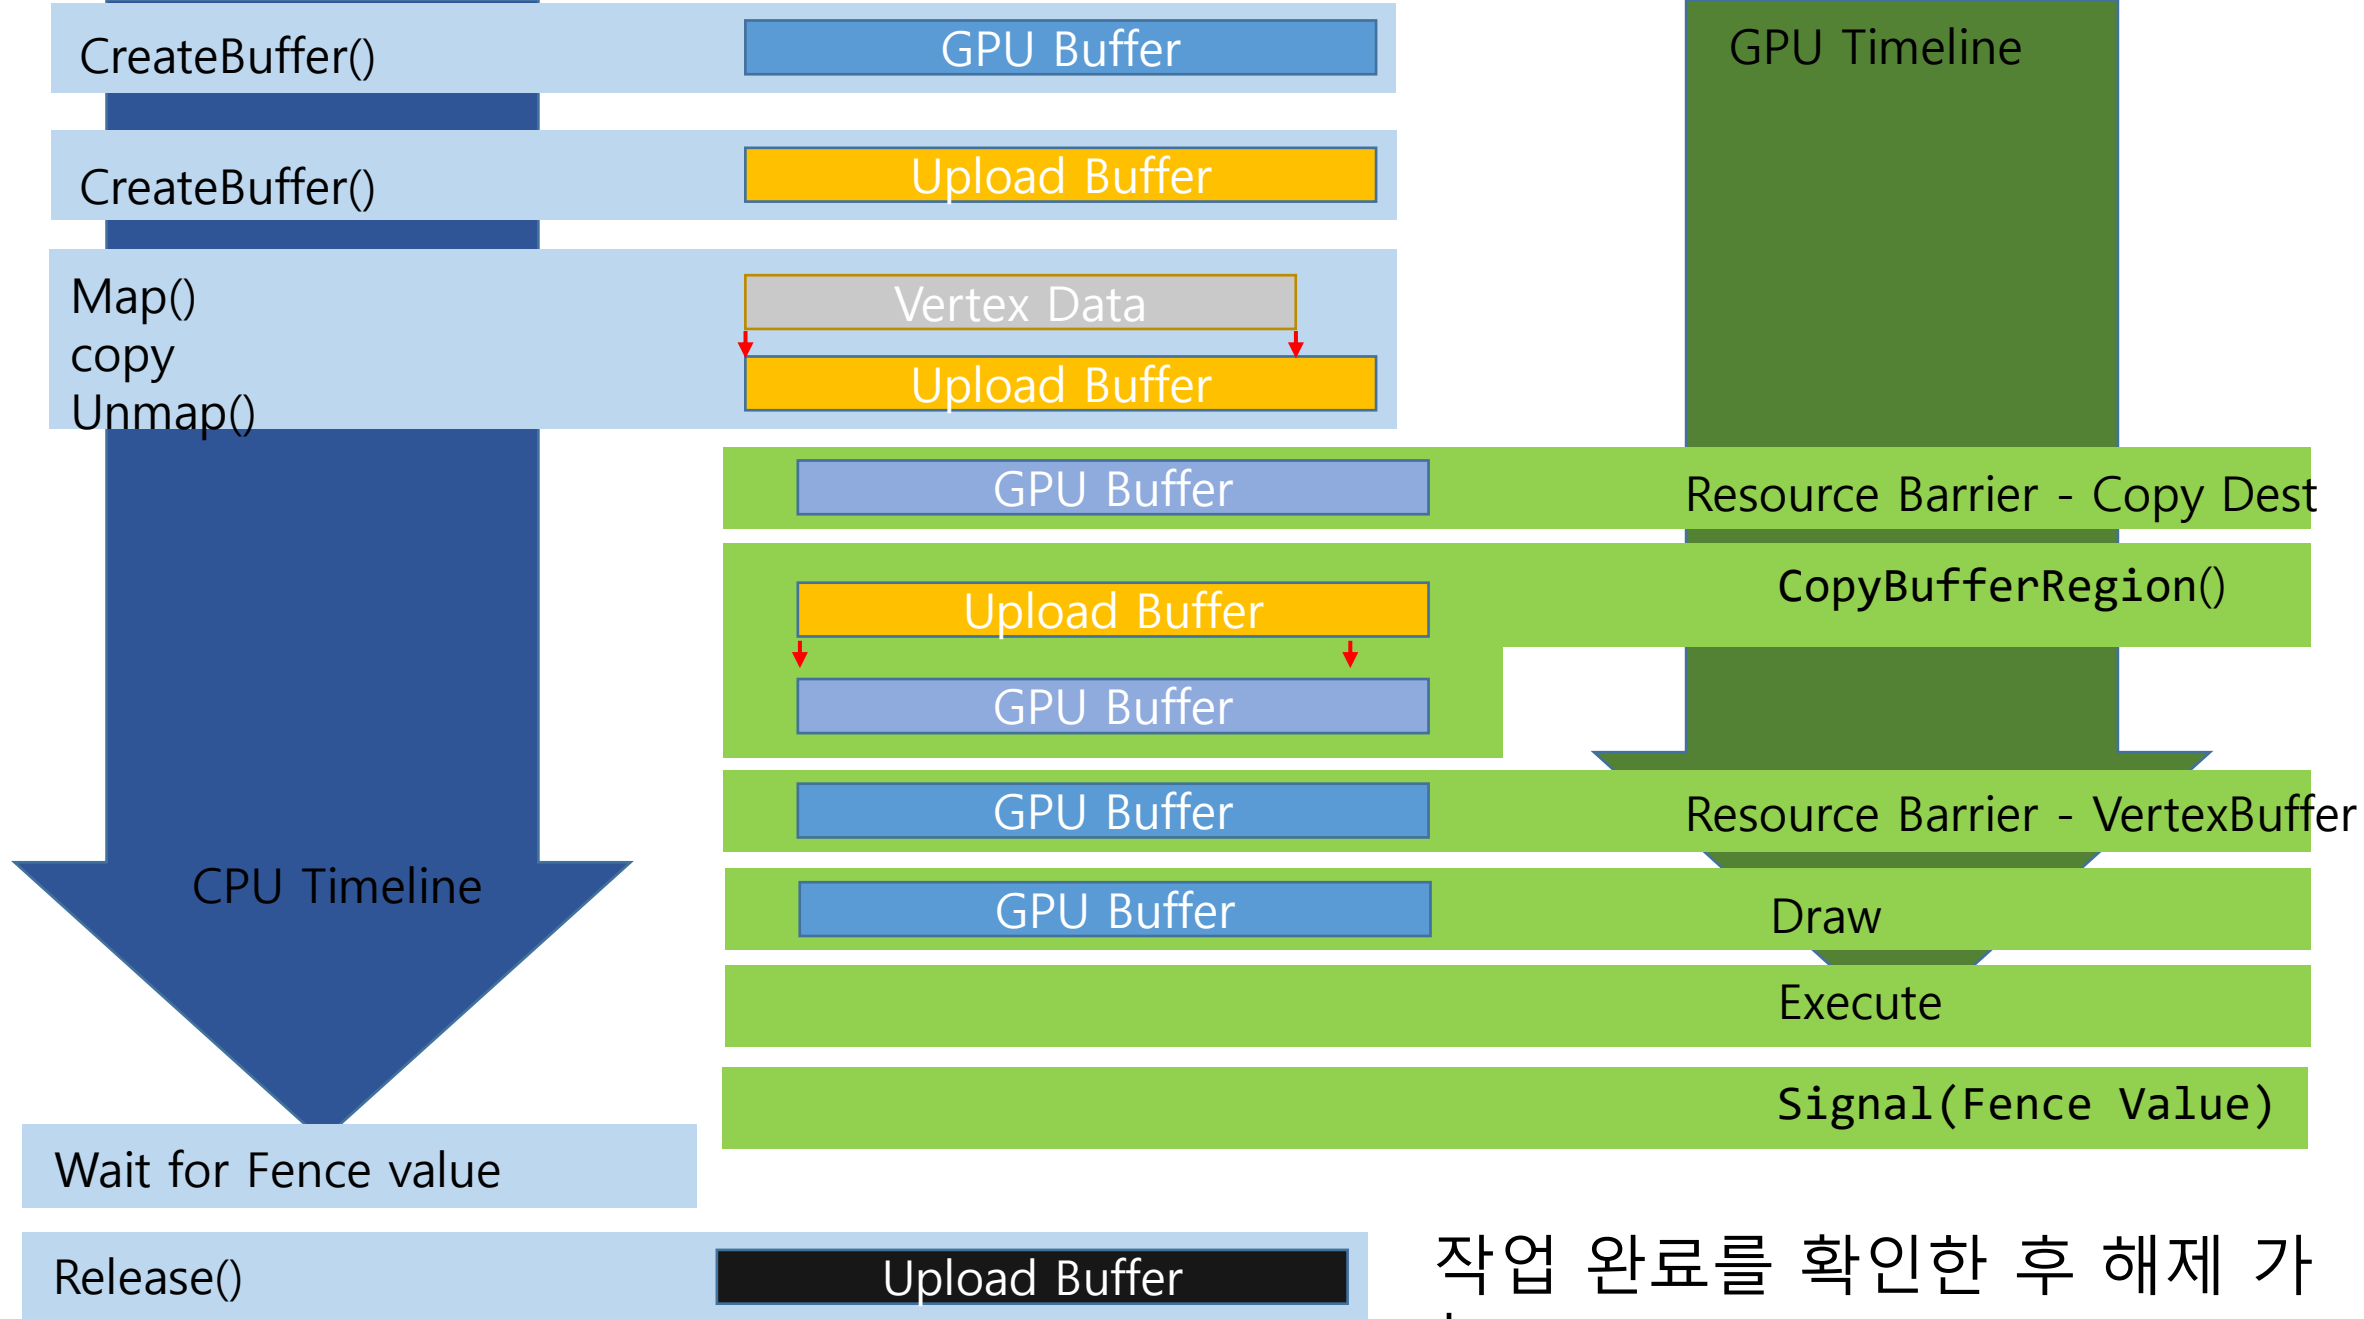 CreateBuffer()
GPU Buffer
GPU Timeline
CreateBuffer()
Upload Buffer
Map()
copy
Unmap()
Vertex Data
Upload Buffer
GPU Buffer
Resource Barrier - Copy Dest
CopyBufferRegion()
Upload Buffer
GPU Buffer
GPU Buffer
Resource Barrier - VertexBuffer
CPU Timeline
GPU Buffer
Draw
Execute
Signal(Fence Value)
Wait for Fence value
Release()
Upload Buffer
작업 완료를 확인한 후 해제 가